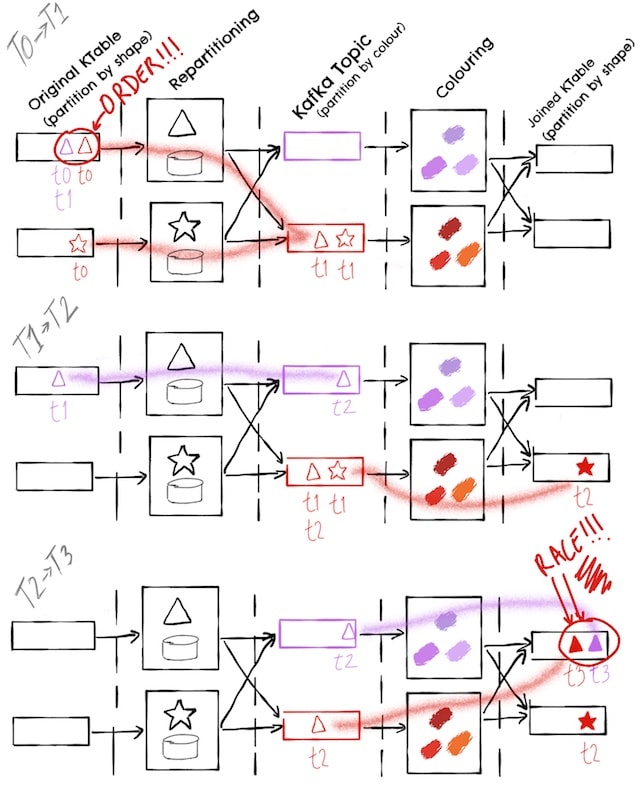 T0→T1
Original KTable
(partition by shape)
Repartitioning
Kafka Topic
(partition by colour)
Colouring
Joined KTable
(partition by shape)
ORDER!!!
t0 t0
t1
t0
t1 t1
T1→T2
t1
t2
t1 t1
t2
t2
T2→T3
RACE!!!
t2
t3 t3
t2
t2